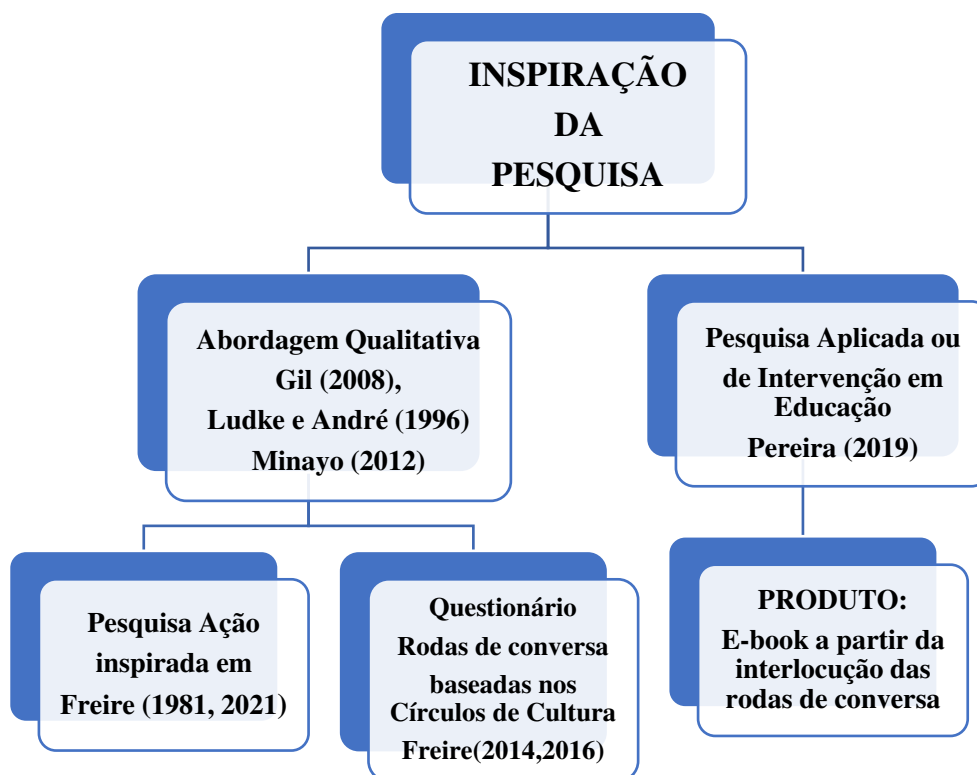 INSPIRAÇÃO
DA
PESQUISA
Abordagem Qualitativa
Gil (2008),
Ludke e André (1996)
Minayo (2012)
Pesquisa Aplicada ou
de Intervenção em
Educação
Pereira (2019)
Pesquisa Ação
inspirada em
Freire (1981, 2021)
Questionário
Rodas de conversa
baseadas nos
Círculos de Cultura
Freire(2014,2016)
PRODUTO:
E-book a partir da
interlocução das
rodas de conversa